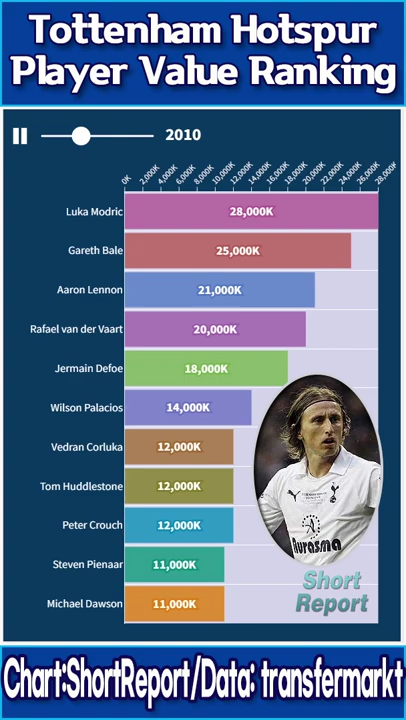 Tottenham Hotspur
Player Value Ranking
2010
0K 2,000K 4,000K 6,000K 8,000K 10,000K 12,000K 14,000K 16,000K 18,000K 20,000K 22,000K 24,000K 26,000K 28,000K
Luka Modric 28,000K
Gareth Bale 25,000K
Aaron Lennon 21,000K
Rafael van der Vaart 20,000K
Jermain Defoe 18,000K
Wilson Palacios 14,000K
Vedran Corluka 12,000K
Tom Huddlestone 12,000K
Peter Crouch 12,000K
Steven Pienaar 11,000K
Michael Dawson 11,000K
Aurasma
Short
Report
Chart:ShortReport/Data: transfermarkt